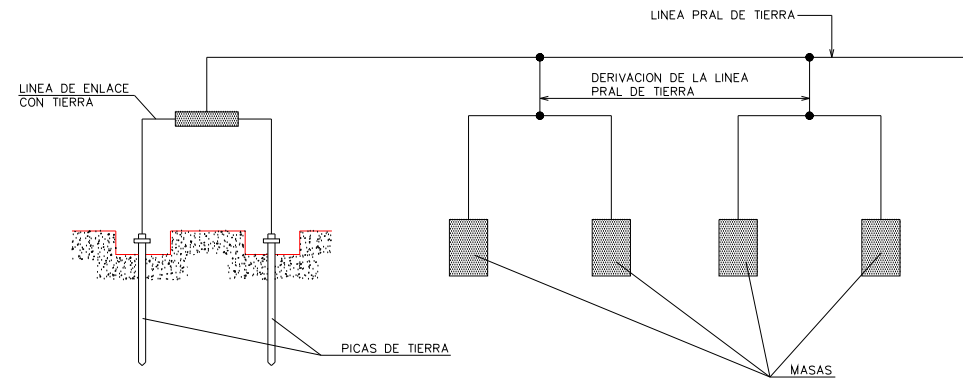 LINEA PRAL DE TIERRA
DERIVACION DE LA LINEA
PRAL DE TIERRA
LINEA DE ENLACE
CON TIERRA
PICAS DE TIERRA
MASAS